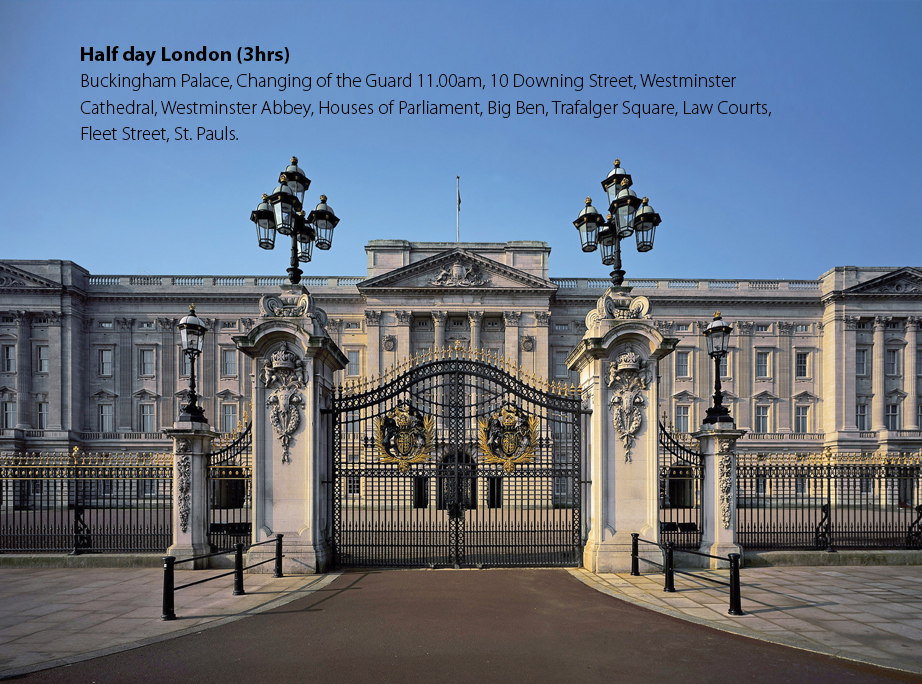 Half day London (3hrs)
Buckingham Palace, Changing of the Guard 11.00am, 10 Downing Street, Westminster
Cathedral, Westminster Abbey, Houses of Parliament, Big Ben, Trafalger Square, Law Courts,
Fleet Street, St. Pauls.